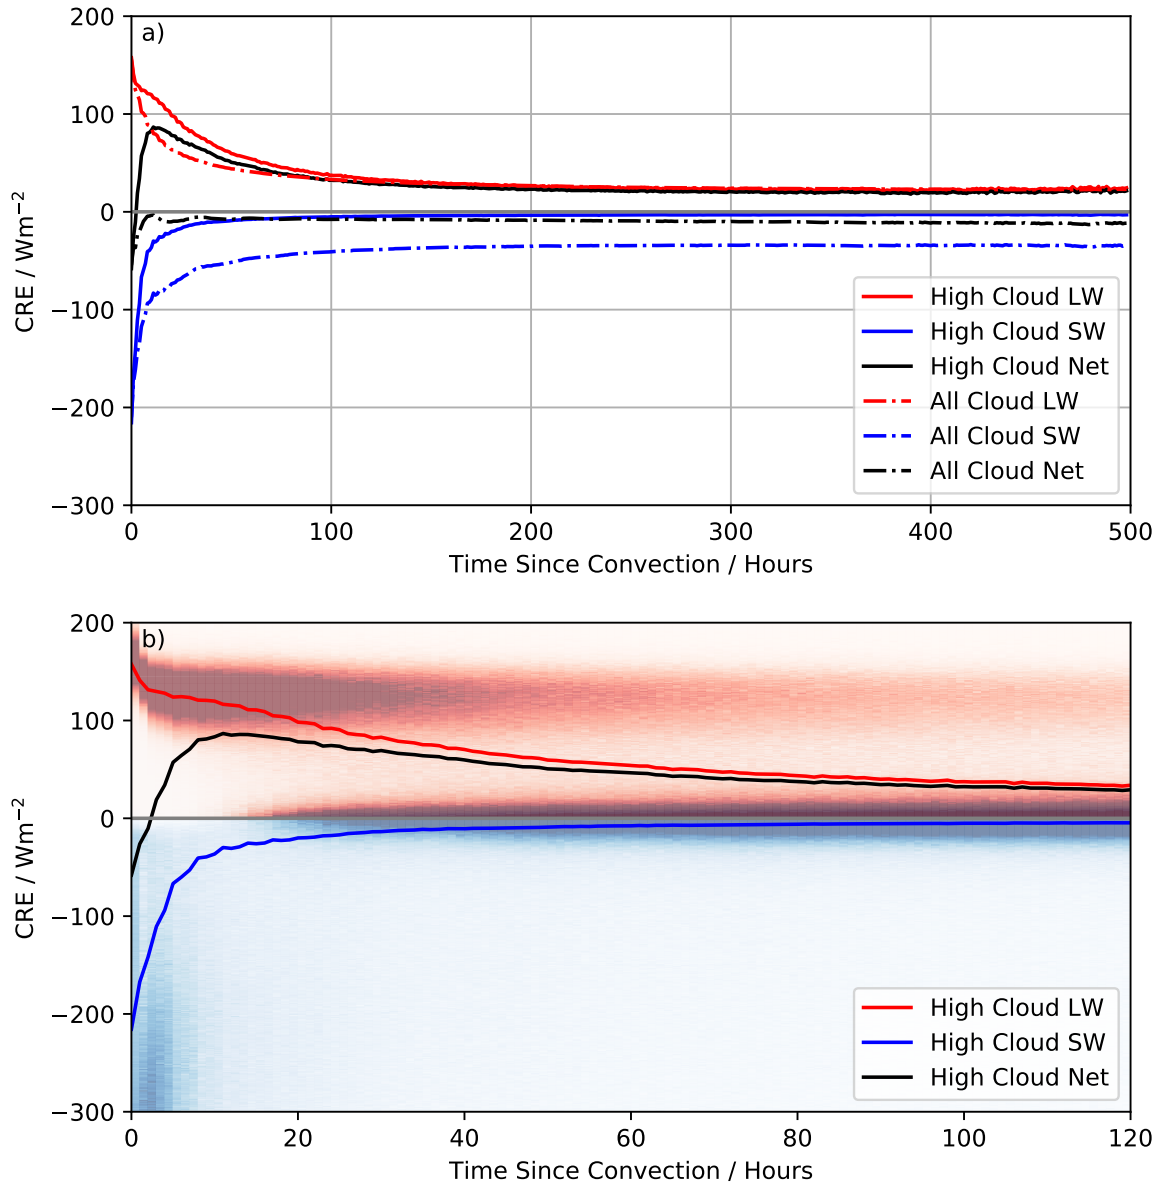 a)
200
100
0
−100
−200
−300
CRE / Wm⁻²
High Cloud LW
High Cloud SW
High Cloud Net
All Cloud LW
All Cloud SW
All Cloud Net
0 100 200 300 400 500
Time Since Convection / Hours
b)
200
100
0
−100
−200
−300
CRE / Wm⁻²
High Cloud LW
High Cloud SW
High Cloud Net
0 20 40 60 80 100 120
Time Since Convection / Hours